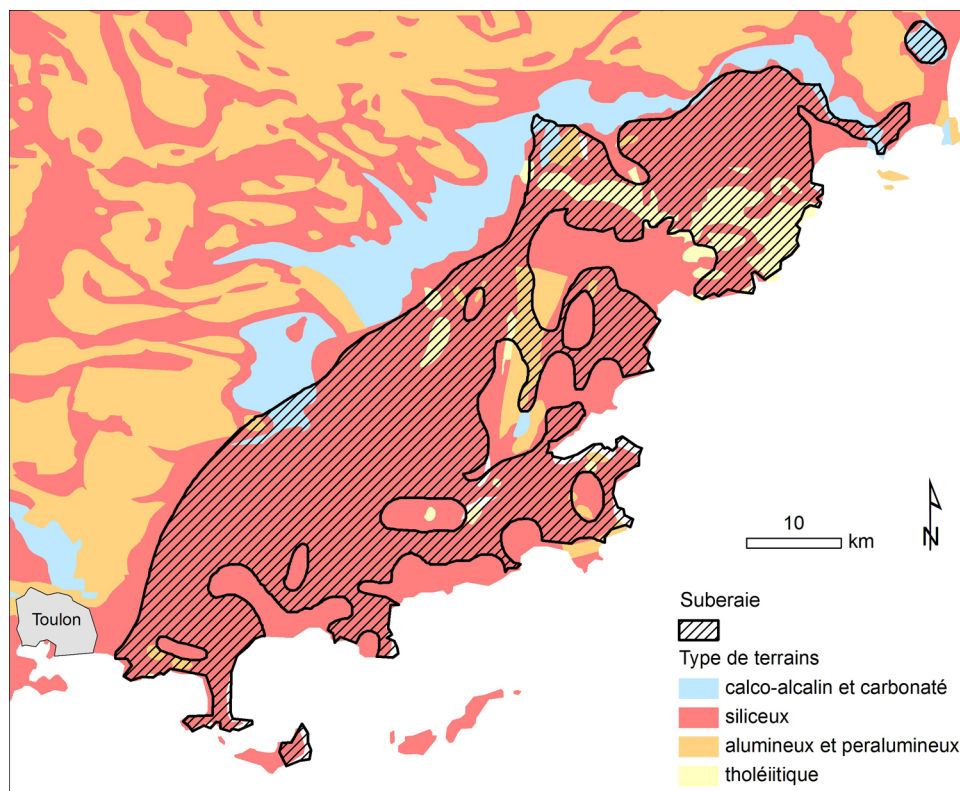 Toulon
10
km
N
Suberaie
Type de terrains
calco-alcalin et carbonaté
siliceux
alumineux et peralumineux
tholéiitique